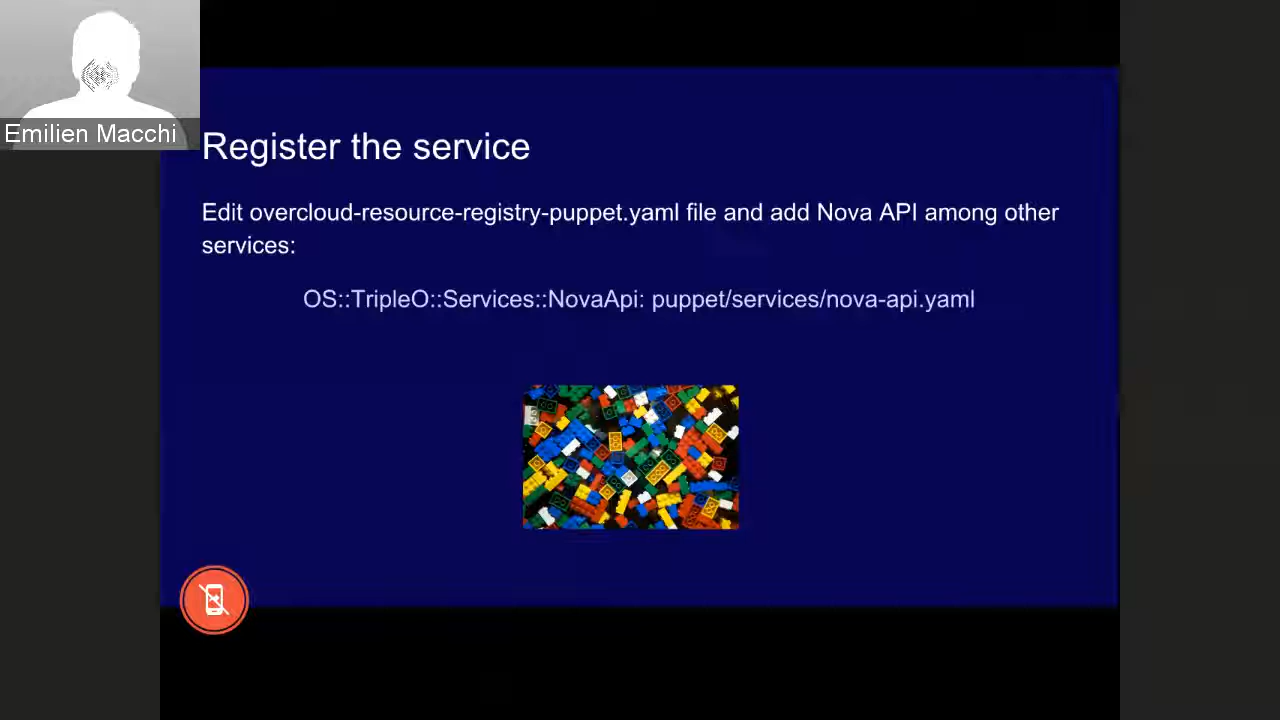 Emilien Macchi
Register the service
Edit overcloud-resource-registry-puppet.yaml file and add Nova API among other
services:
OS::TripleO::Services::NovaApi: puppet/services/nova-api.yaml